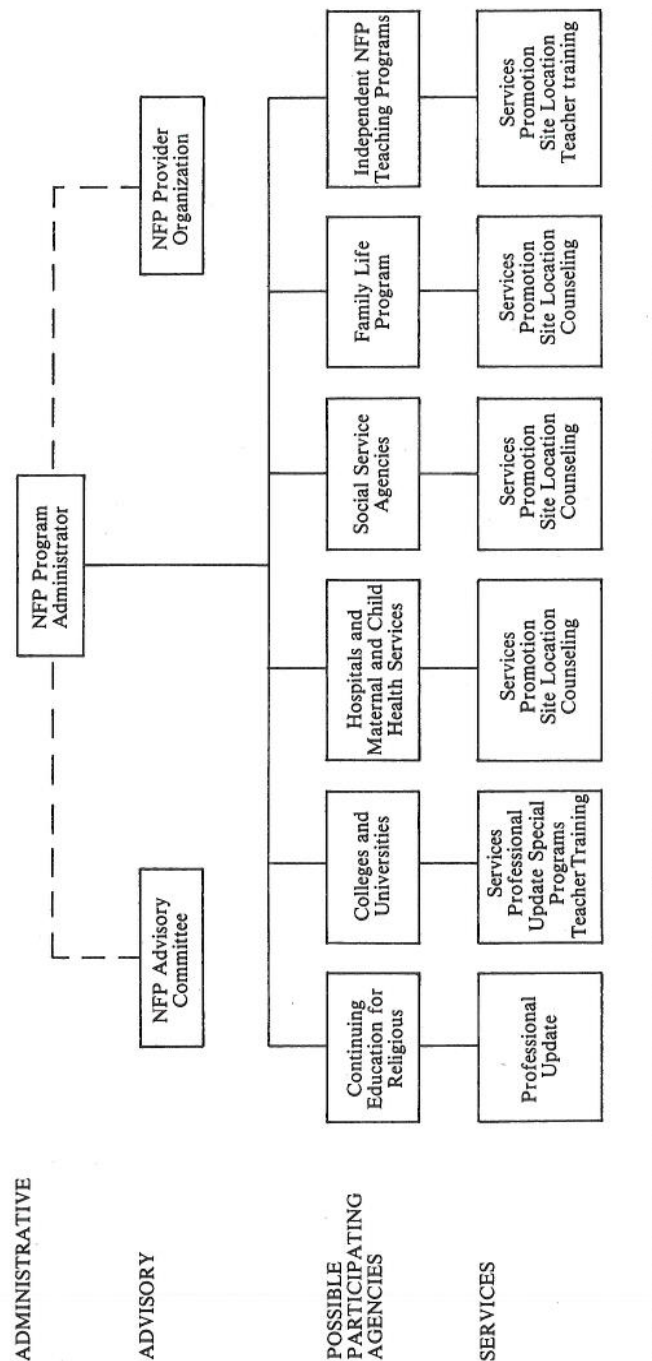 ADMINISTRATIVE
NFP Program
Administrator
ADVISORY
NFP Advisory
Committee
NFP Provider
Organization
POSSIBLE
PARTICIPATING
AGENCIES
Continuing
Education for
Religious
Colleges and
Universities
Hospitals and
Maternal and Child
Health Services
Social Service
Agencies
Family Life
Program
Independent NFP
Teaching Programs
SERVICES
Professional
Update
Services
Professional
Update Special
Programs
Teacher Training
Services
Promotion
Site Location
Counseling
Services
Promotion
Site Location
Counseling
Services
Promotion
Site Location
Counseling
Services
Promotion
Site Location
Teacher training